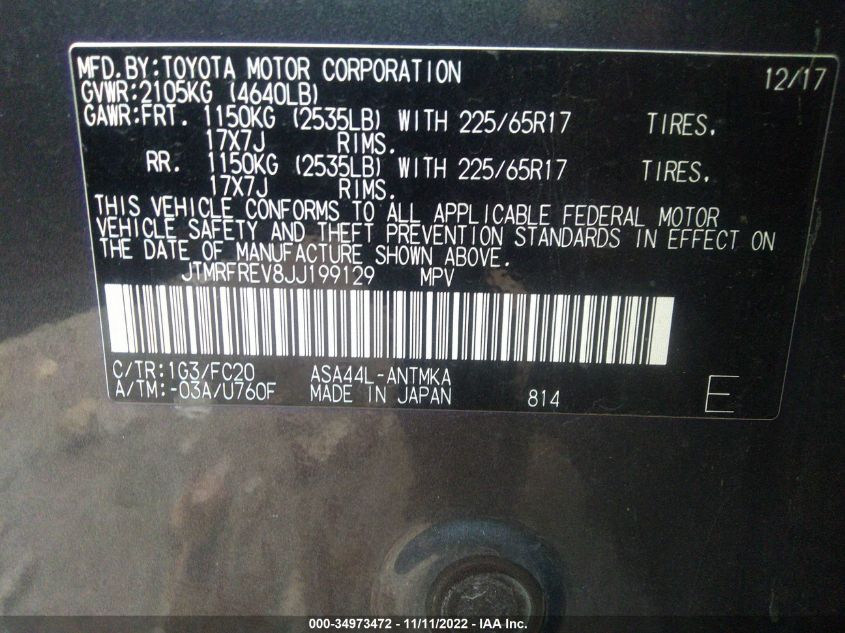 MFD.BY:TOYOTA MOTOR CORPORATION 12/17
GVWR:2105KG (4640LB)
GAWR:FRT. 1150KG (2535LB) WITH 225/65R17 TIRES.
17X7J RIMS.
RR. 1150KG (2535LB) WITH 225/65R17 TIRES.
17X7J RIMS.
THIS VEHICLE CONFORMS TO ALL APPLICABLE FEDERAL MOTOR
VEHICLE SAFETY AND THEFT PREVENTION STANDARDS IN EFFECT ON
THE DATE OF MANUFACTURE SHOWN ABOVE.
JTMRFREV8JJ199129 MPV
C/TR:1G3/FC20 ASA44L-ANTMKA
A/TM:-03A/U760F MADE IN JAPAN 814 E
000-34973472 - 11/11/2022 - IAA Inc.